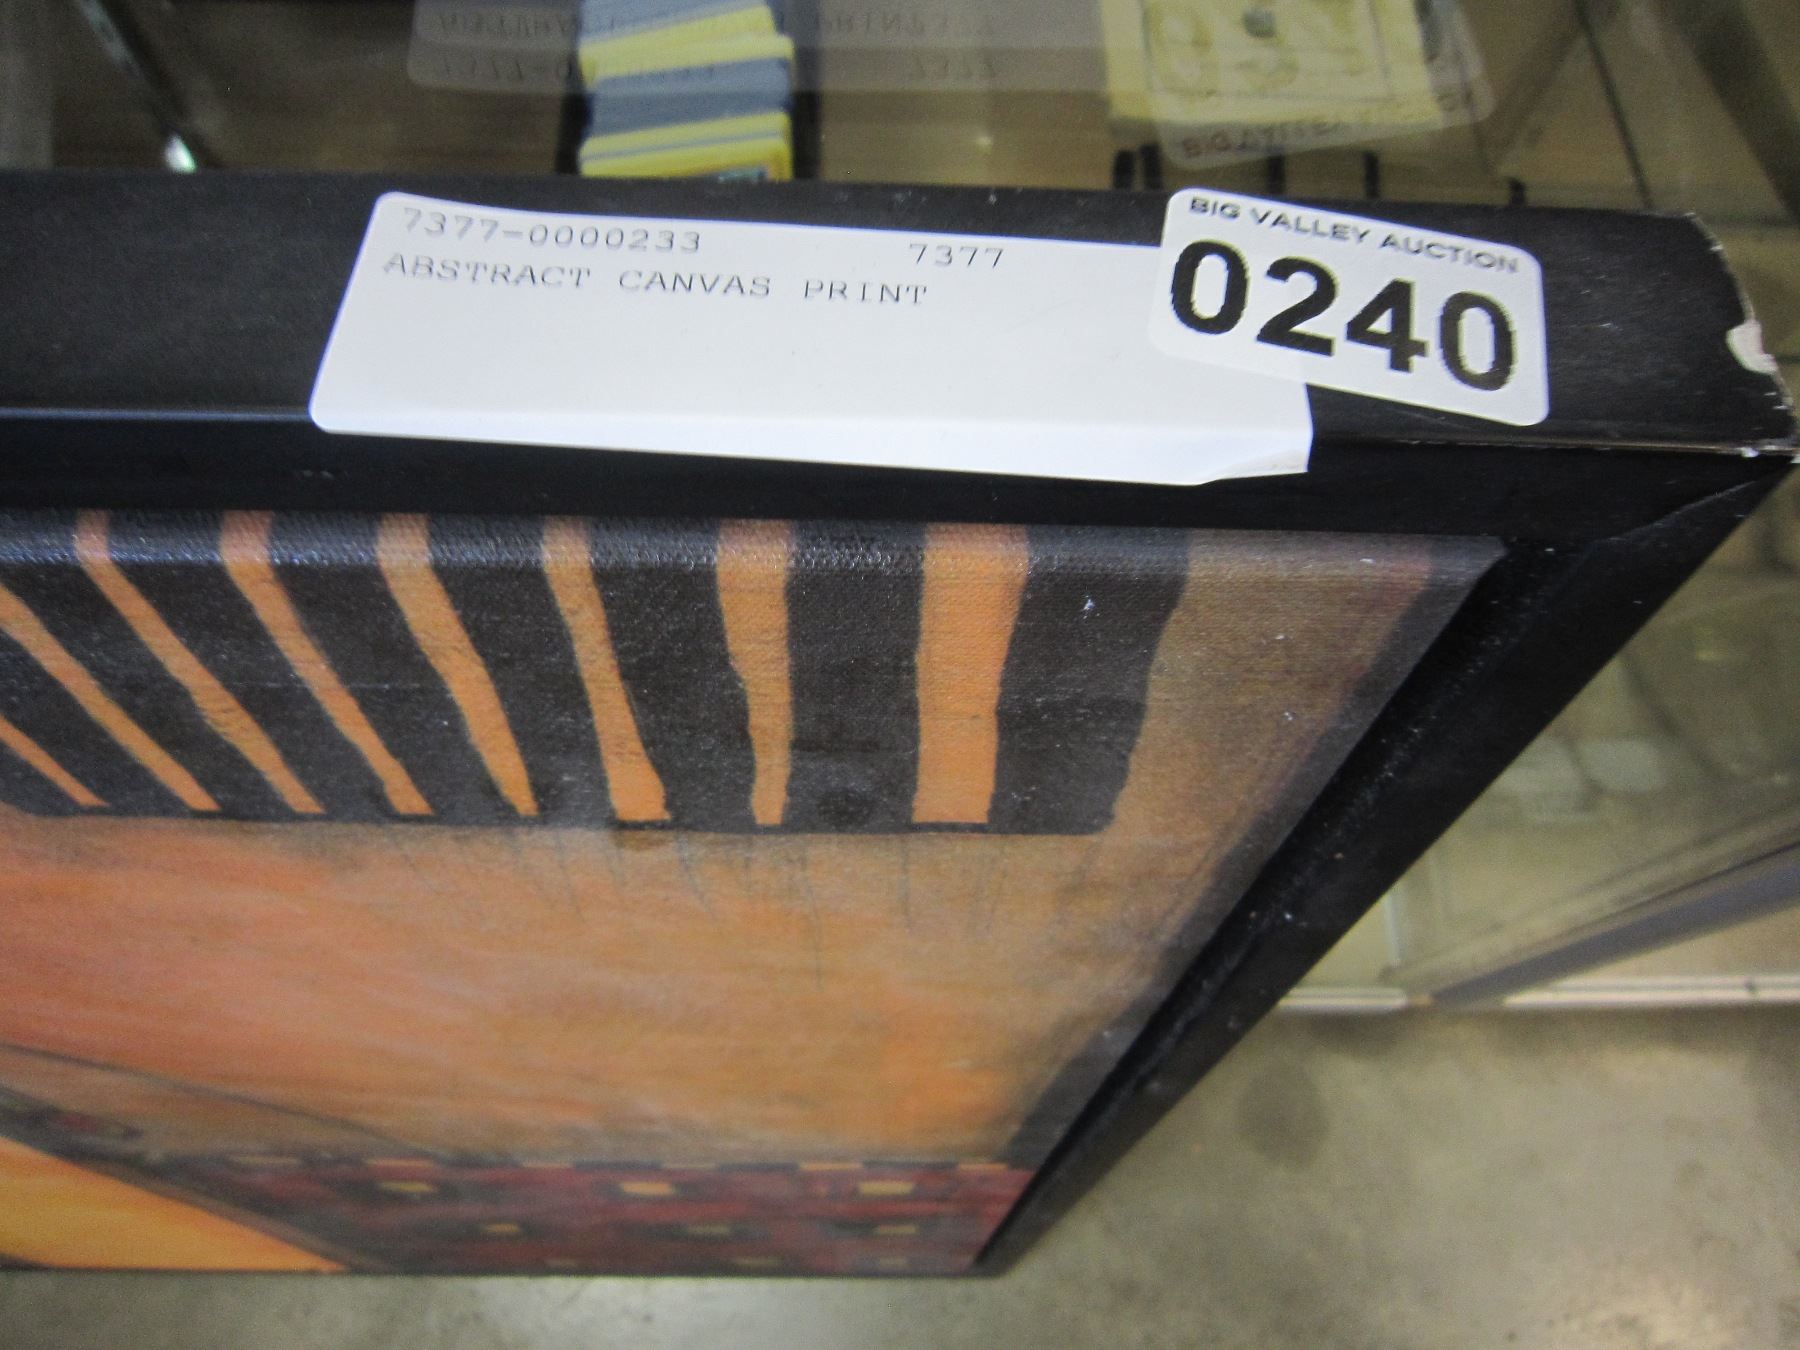 7377-0000233 7377
ABSTRACT CANVAS PRINT
BIG VALLEY AUCTION
0240